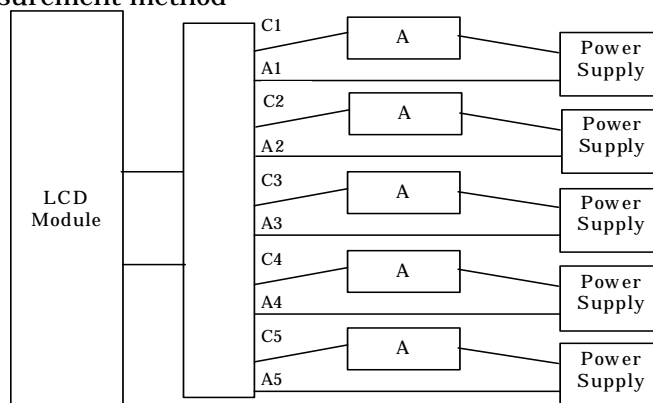 surement method
C1
A
Power
Supply
A1
C2
A
Power
Supply
A2
LCD
Module
C3
A
Power
Supply
A3
C4
A
Power
Supply
A4
C5
A
Power
Supply
A5